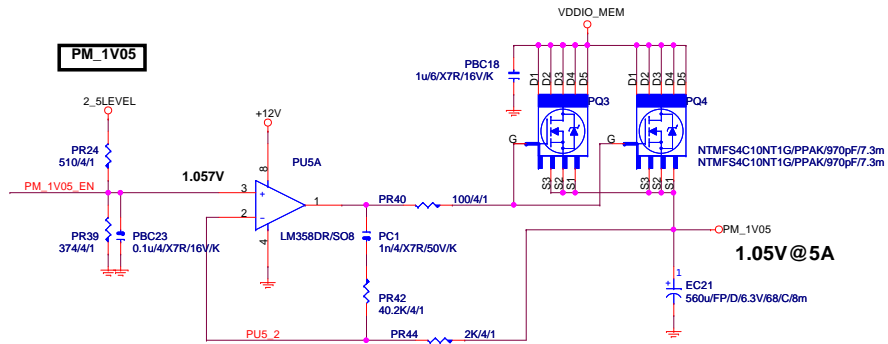 VDDIO_MEM
PM_1V05
PBC18
1u/6/X7R/16V/K
D1
D2
D3
D4
D5
D1
D2
D3
D4
D5
2_5LEVEL
+12V
PQ3
PQ4
PR24
510/4/1
8
PU5A
G
G
NTMFS4C10NT1G/PPAK/970pF/7.3m
NTMFS4C10NT1G/PPAK/970pF/7.3m
1.057V
S3
S2
S1
S3
S2
S1
PM_1V05_EN
3
+
1
PR40
100/4/1
2
-
PR39
374/4/1
PBC23
0.1u/4/X7R/16V/K
4
LM358DR/SO8
PC1
1n/4/X7R/50V/K
PM_1V05
1.05V@5A
1
+
EC21
560u/FP/D/6.3V/68/C/8m
PR42
40.2K/4/1
PU5_2
PR44
2K/4/1